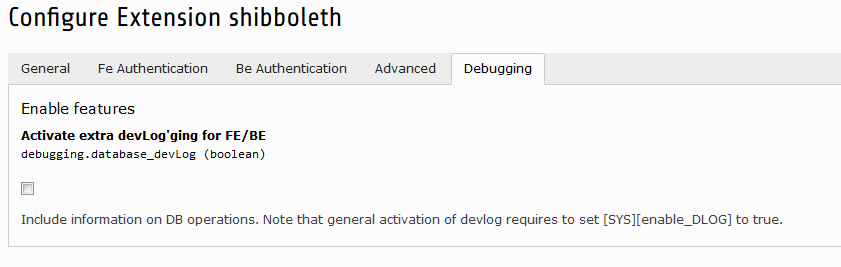 Configure Extension shibboleth
General Fe Authentication Be Authentication Advanced Debugging
Enable features
Activate extra devLog'ging for FE/BE
debugging.database_devLog (boolean)
Include information on DB operations. Note that general activation of devlog requires to set [SYS][enable_DLOG] to true.